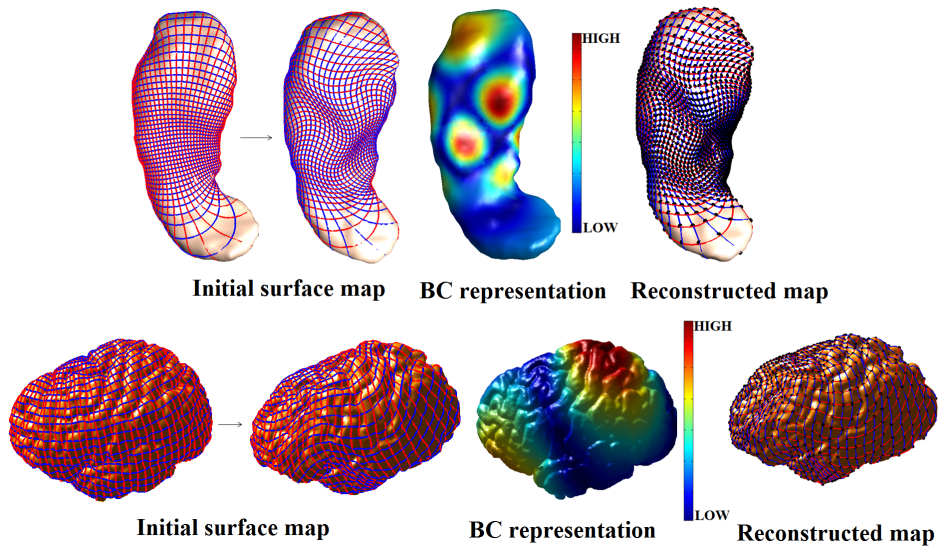 HIGH
LOW
Initial surface map
BC representation
Reconstructed map
HIGH
LOW
Initial surface map
BC representation
Reconstructed map